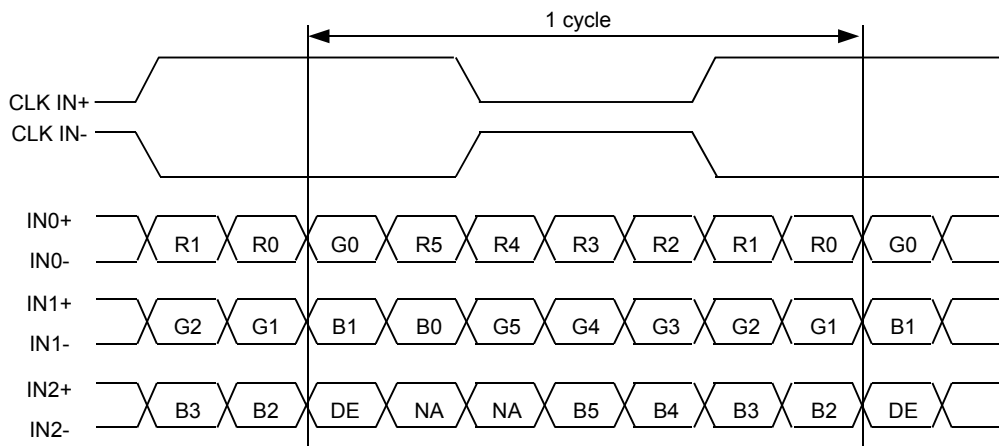 1 cycle
CLK IN+
CLK IN-
IN0+
R1 R0 G0 R5 R4 R3 R2 R1 R0 G0
IN0-
IN1+
G2 G1 B1 B0 G5 G4 G3 G2 G1 B1
IN1-
IN2+
B3 B2 DE NA NA B5 B4 B3 B2 DE
IN2-